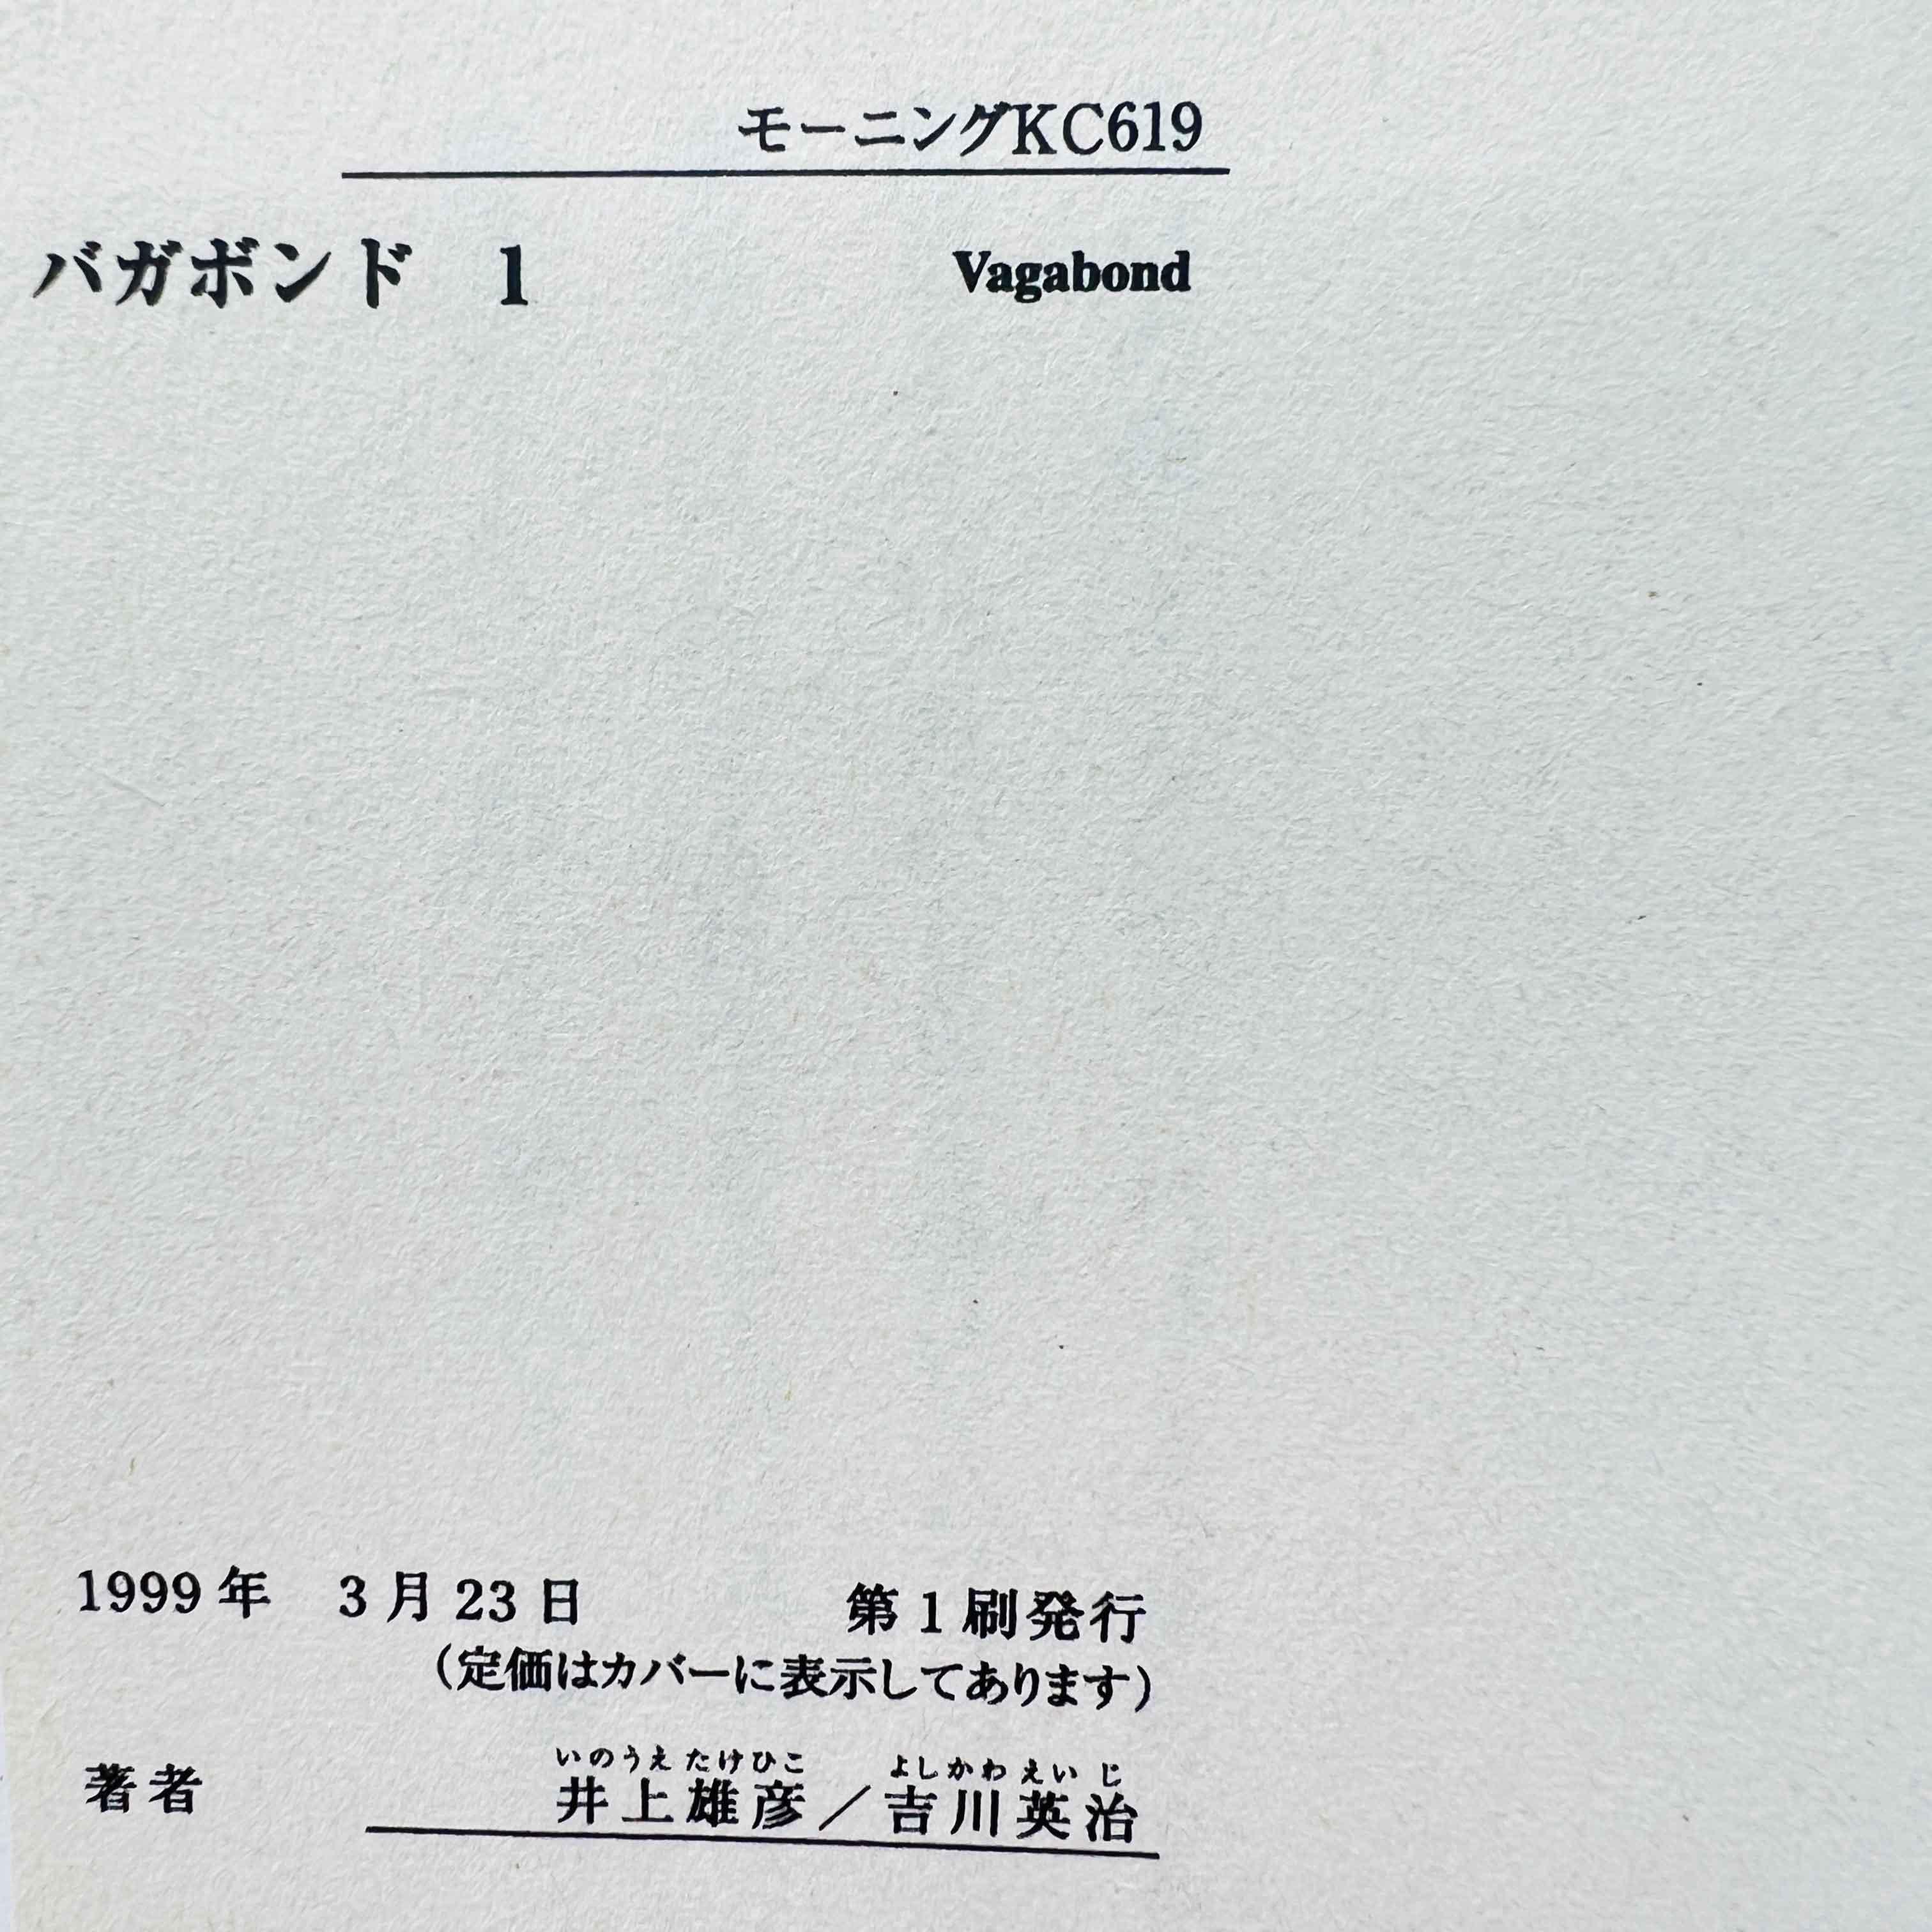 モーニングKC619
バガボンド 1 Vagabond
1999年 3月23日 第1刷発行
(定価はカバーに表示してあります)
いのうえ たけひこ よしかわ えい じ
著者 井上雄彦／吉川英治